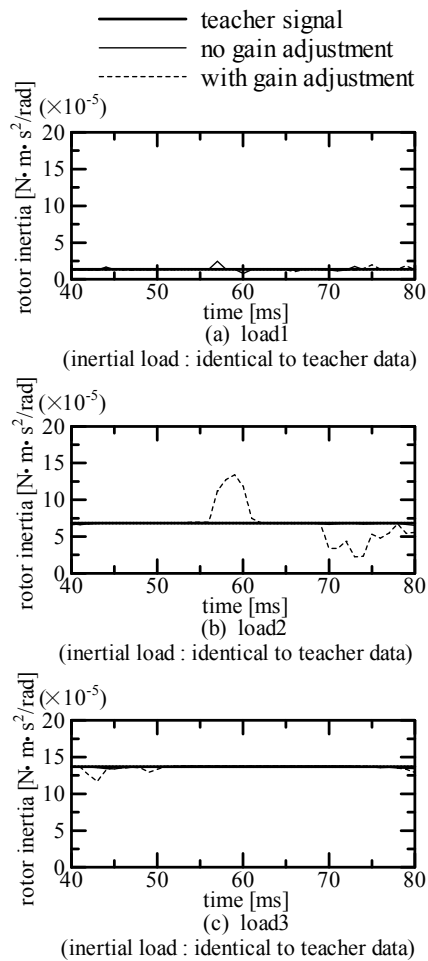 teacher signal
no gain adjustment
with gain adjustment
(×10⁻⁵)
rotor inertia [N・m・s²/rad]
20
15
10
5
0
40 50 60 70 80
time [ms]
(a) load1
(inertial load : identical to teacher data)
(×10⁻⁵)
rotor inertia [N・m・s²/rad]
20
15
10
5
0
40 50 60 70 80
time [ms]
(b) load2
(inertial load : identical to teacher data)
(×10⁻⁵)
rotor inertia [N・m・s²/rad]
20
15
10
5
0
40 50 60 70 80
time [ms]
(c) load3
(inertial load : identical to teacher data)